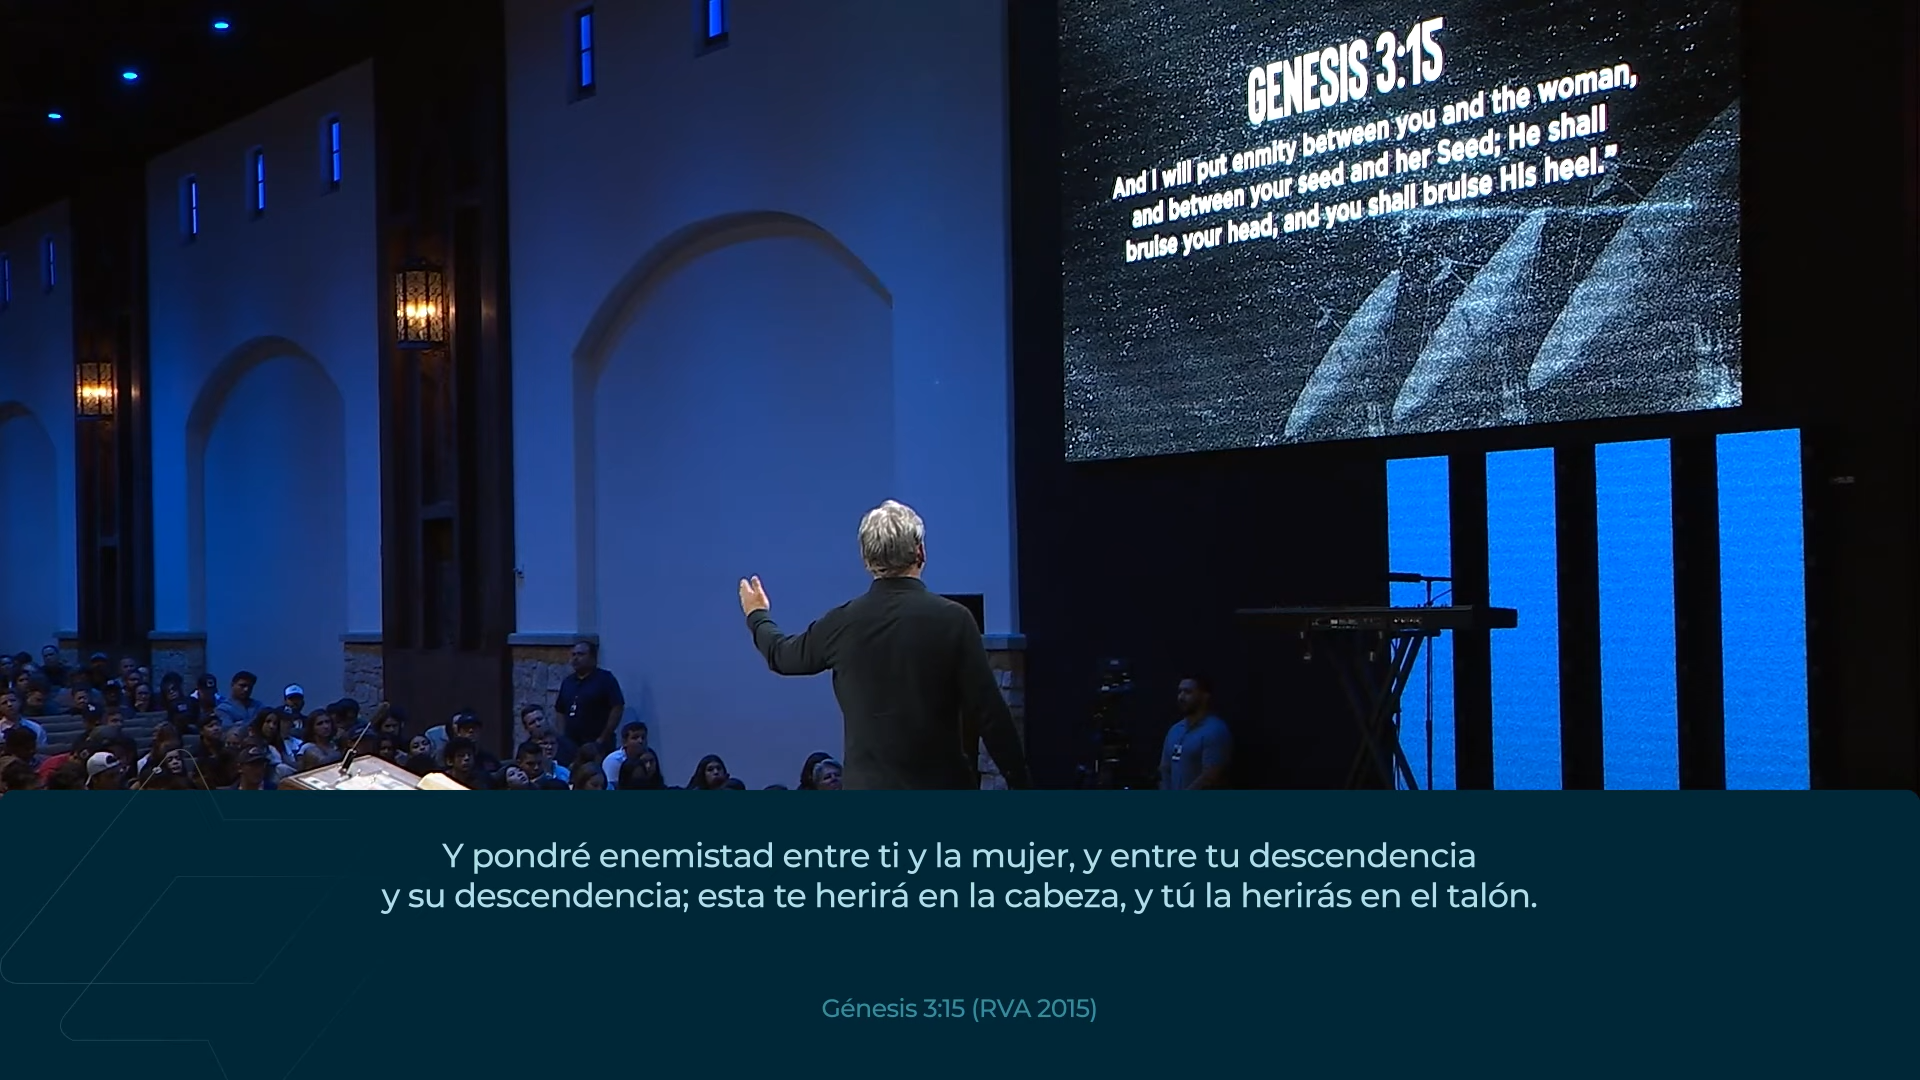 GENESIS 3:15
And I will put enmity between you and the woman,
and between your seed and her Seed; He shall
bruise your head, and you shall bruise His heel.”
Y pondré enemistad entre ti y la mujer, y entre tu descendencia
y su descendencia; esta te herirá en la cabeza, y tú la herirás en el talón.
Génesis 3:15 (RVA 2015)